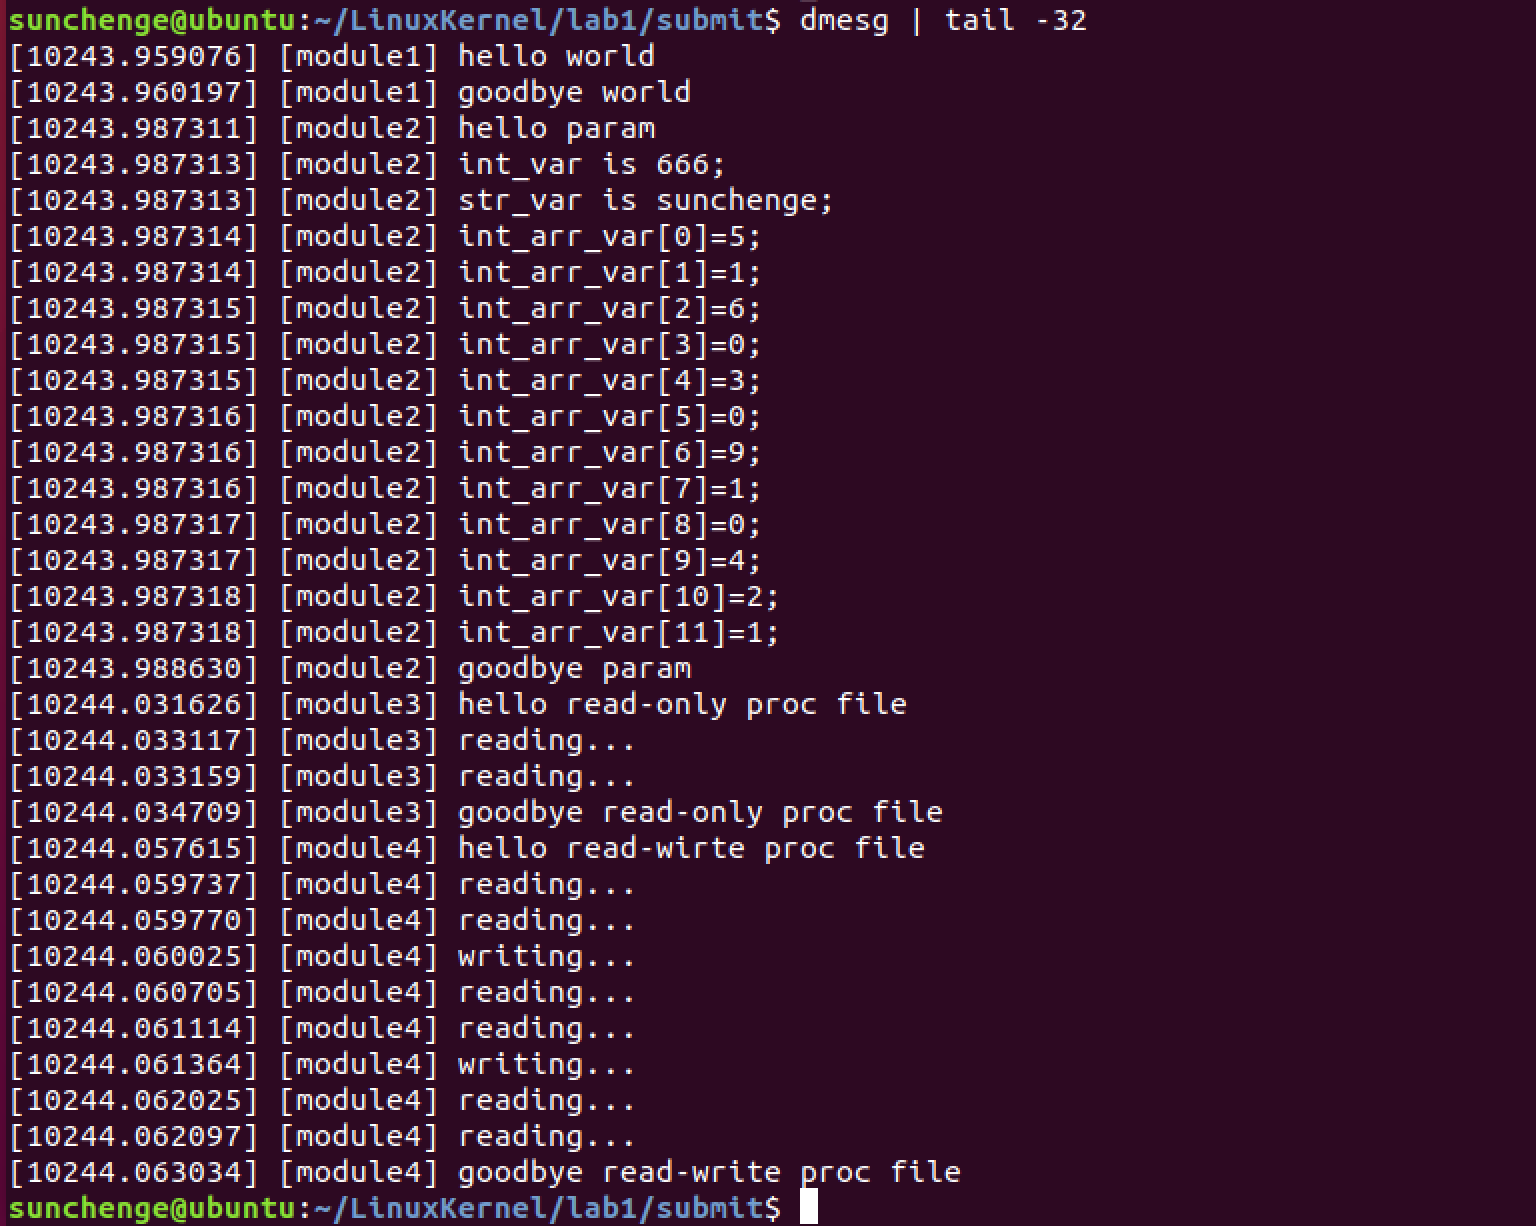 sunchenge@ubuntu:~/LinuxKernel/lab1/submit$ dmesg | tail -32
[10243.959076] [module1] hello world
[10243.960197] [module1] goodbye world
[10243.987311] [module2] hello param
[10243.987313] [module2] int_var is 666;
[10243.987313] [module2] str_var is sunchenge;
[10243.987314] [module2] int_arr_var[0]=5;
[10243.987314] [module2] int_arr_var[1]=1;
[10243.987315] [module2] int_arr_var[2]=6;
[10243.987315] [module2] int_arr_var[3]=0;
[10243.987315] [module2] int_arr_var[4]=3;
[10243.987316] [module2] int_arr_var[5]=0;
[10243.987316] [module2] int_arr_var[6]=9;
[10243.987316] [module2] int_arr_var[7]=1;
[10243.987317] [module2] int_arr_var[8]=0;
[10243.987317] [module2] int_arr_var[9]=4;
[10243.987318] [module2] int_arr_var[10]=2;
[10243.987318] [module2] int_arr_var[11]=1;
[10243.988630] [module2] goodbye param
[10244.031626] [module3] hello read-only proc file
[10244.033117] [module3] reading...
[10244.033159] [module3] reading...
[10244.034709] [module3] goodbye read-only proc file
[10244.057615] [module4] hello read-wirte proc file
[10244.059737] [module4] reading...
[10244.059770] [module4] reading...
[10244.060025] [module4] writing...
[10244.060705] [module4] reading...
[10244.061114] [module4] reading...
[10244.061364] [module4] writing...
[10244.062025] [module4] reading...
[10244.062097] [module4] reading...
[10244.063034] [module4] goodbye read-write proc file
sunchenge@ubuntu:~/LinuxKernel/lab1/submit$